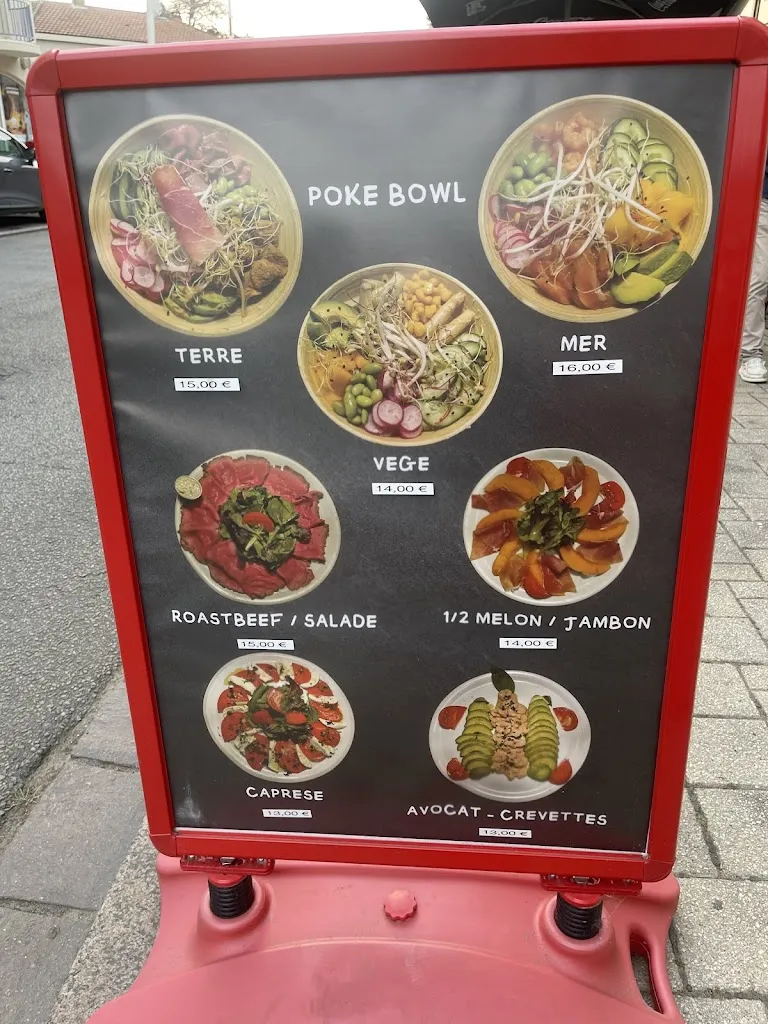 POKE BOWL
TERRE
15,00 €
MER
16,00 €
VEGE
14,00 €
ROASTBEEF / SALADE
15,00 €
1/2 MELON / JAMBON
14,00 €
CAPRESE
13,00 €
AVOCAT - CREVETTES
13,00 €